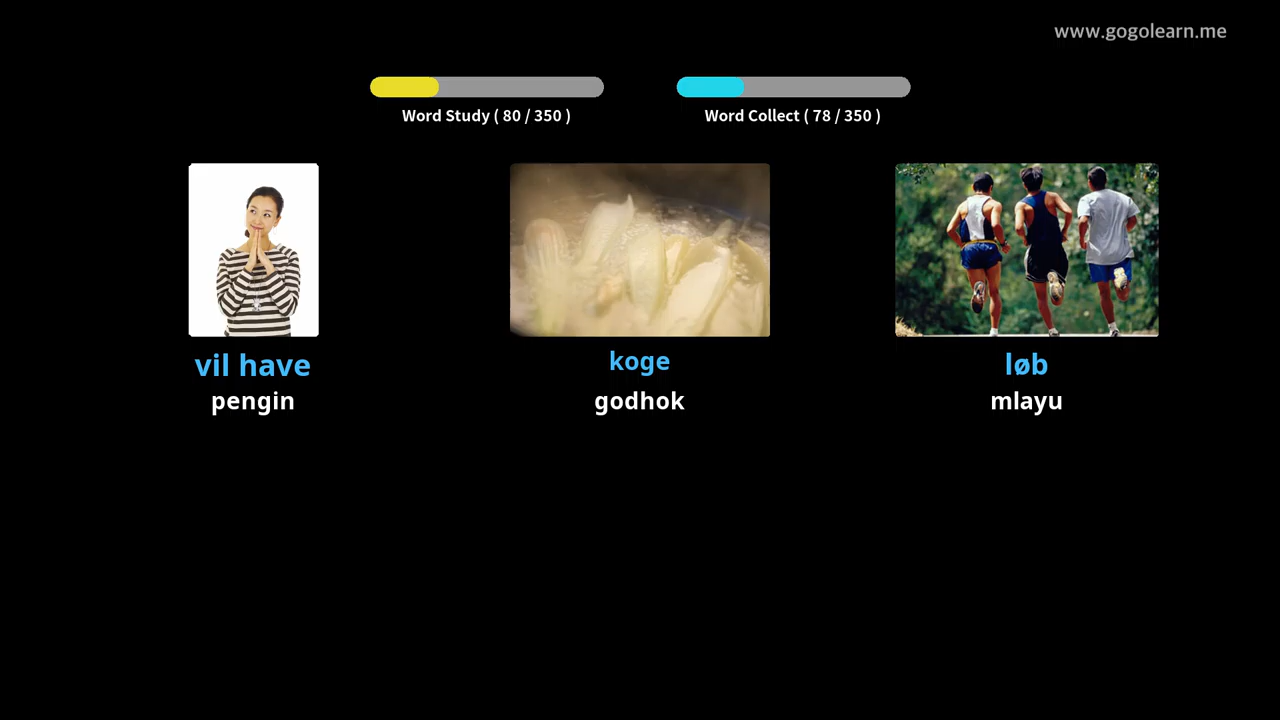 www.gogolearn.me
Word Study ( 80 / 350 )
Word Collect ( 78 / 350 )
vil have
pengin
koge
godhok
løb
mlayu